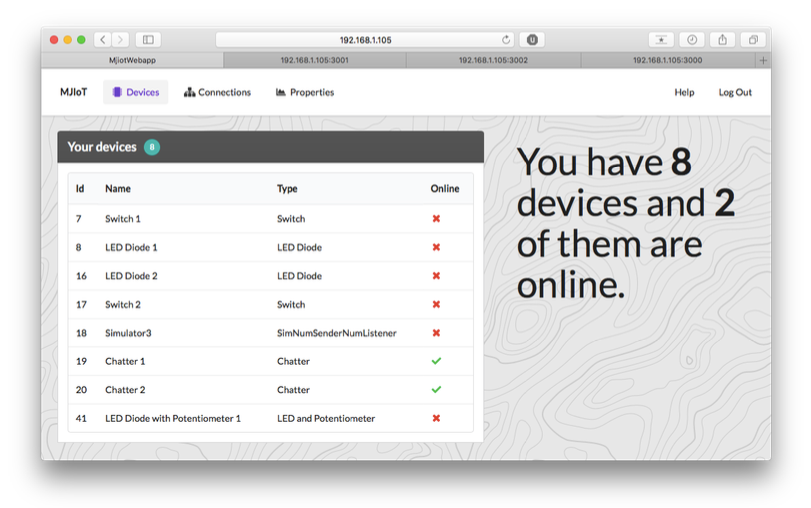 192.168.1.105
MjiotWebapp 192.168.1.105:3001 192.168.1.105:3002 192.168.1.105:3000
MJIoT Devices Connections Properties Help Log Out
Your devices 8
Id Name Type Online
7 Switch 1 Switch
8 LED Diode 1 LED Diode
16 LED Diode 2 LED Diode
17 Switch 2 Switch
18 Simulator3 SimNumSenderNumListener
19 Chatter 1 Chatter
20 Chatter 2 Chatter
41 LED Diode with Potentiometer 1 LED and Potentiometer
You have 8
devices and 2
of them are
online.